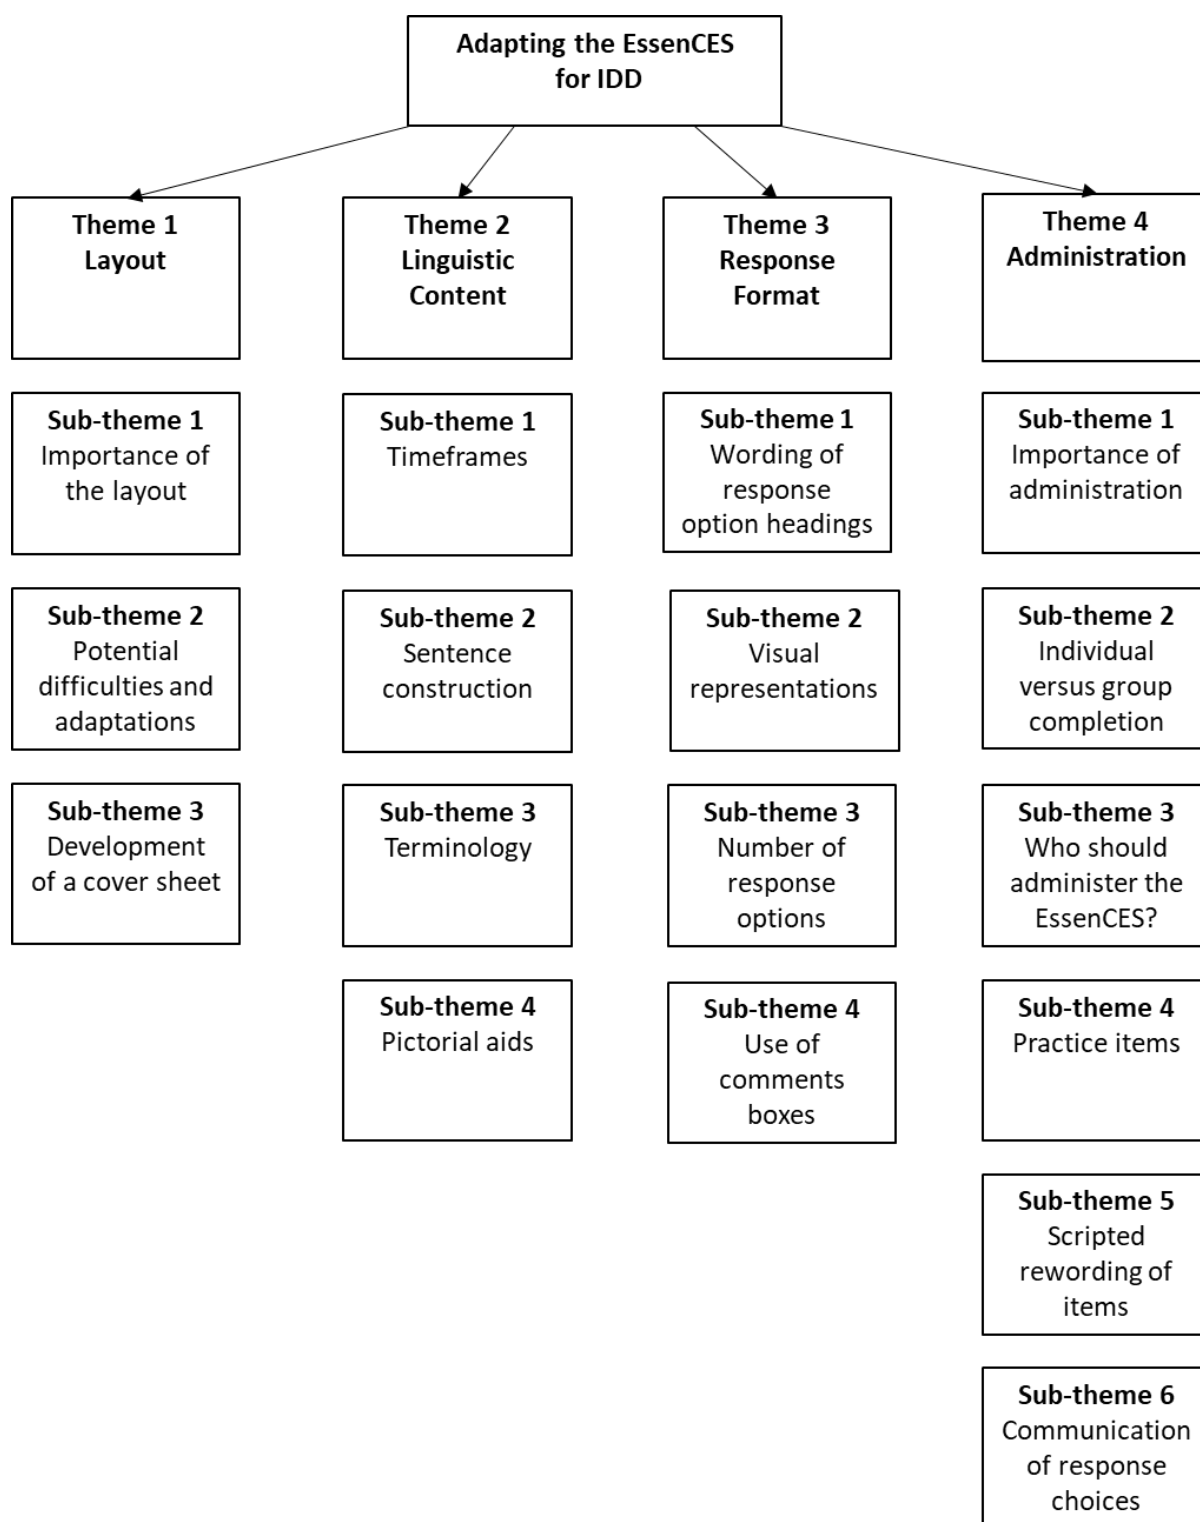 Adapting the EssenCES
for IDD
Theme 1
Layout
Theme 2
Linguistic
Content
Theme 3
Response
Format
Theme 4
Administration
Sub-theme 1
Importance of
the layout
Sub-theme 1
Timeframes
Sub-theme 1
Wording of
response
option headings
Sub-theme 1
Importance of
administration
Sub-theme 2
Potential
difficulties and
adaptations
Sub-theme 2
Sentence
construction
Sub-theme 2
Visual
representations
Sub-theme 2
Individual
versus group
completion
Sub-theme 3
Development
of a cover sheet
Sub-theme 3
Terminology
Sub-theme 3
Number of
response
options
Sub-theme 3
Who should
administer the
EssenCES?
Sub-theme 4
Pictorial aids
Sub-theme 4
Use of
comments
boxes
Sub-theme 4
Practice items
Sub-theme 5
Scripted
rewording of
items
Sub-theme 6
Communication
of response
choices